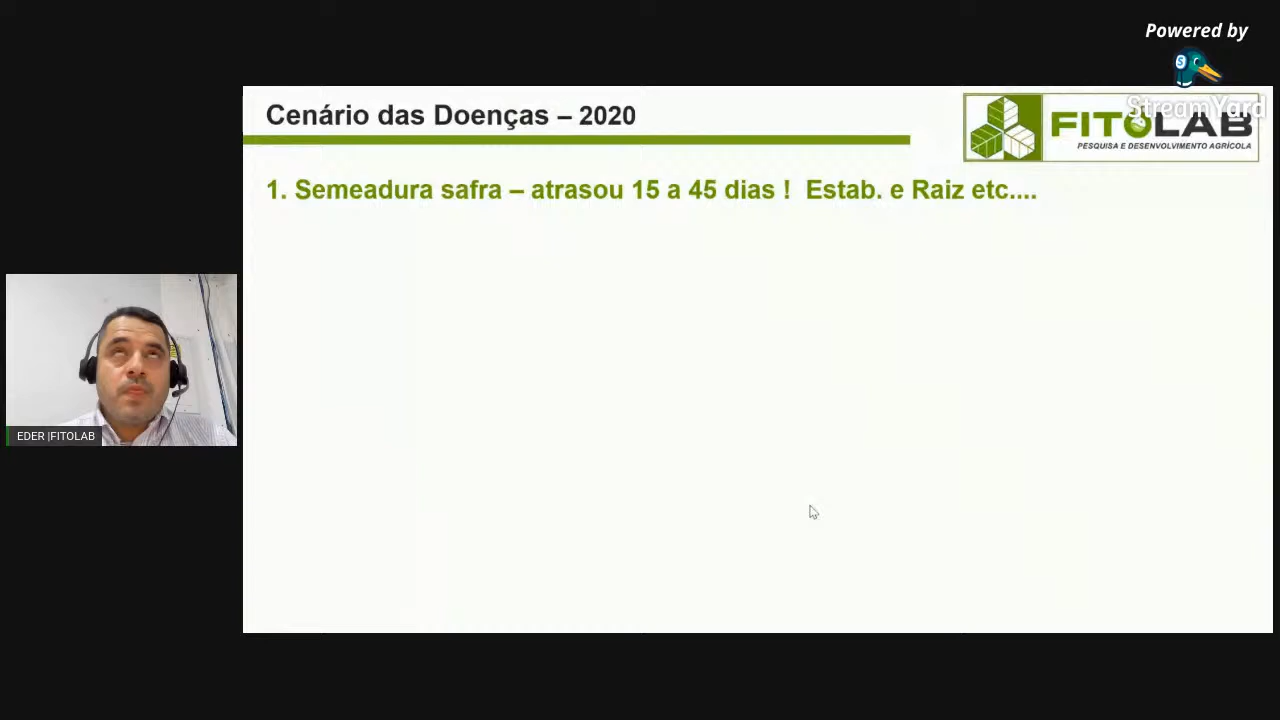 Powered by
StreamYard
Cenário das Doenças – 2020
FITOLAB
PESQUISA E DESENVOLVIMENTO AGRÍCOLA
1. Semeadura safra – atrasou 15 a 45 dias ! Estab. e Raiz etc....
EDER |FITOLAB